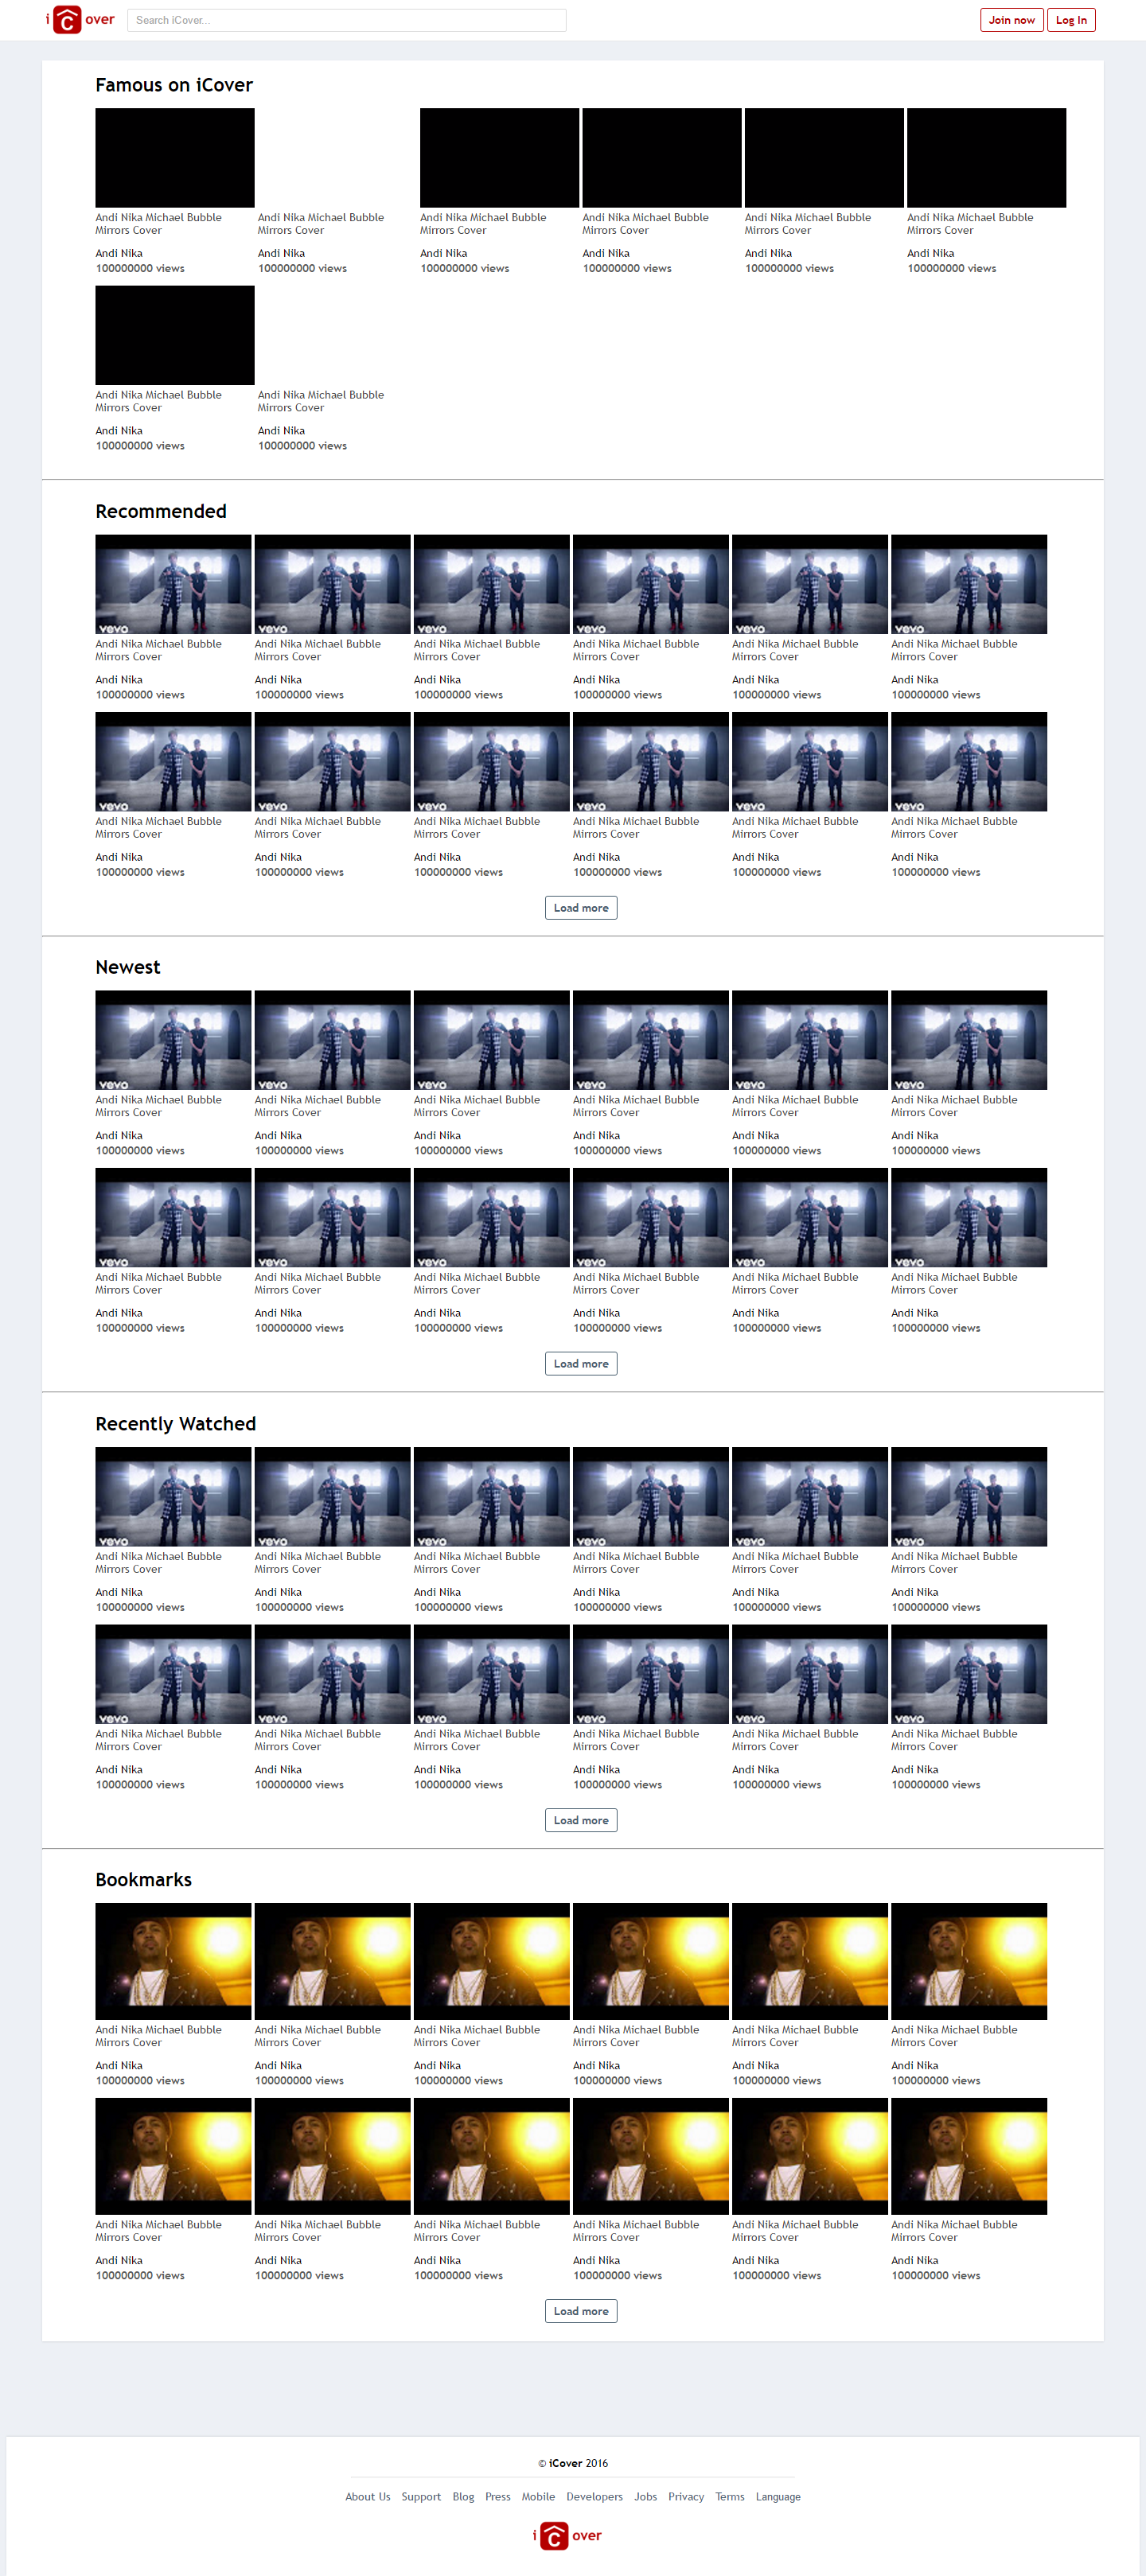 i C over Search iCover... Join now Log In
Famous on iCover
Andi Nika Michael Bubble Andi Nika Michael Bubble Andi Nika Michael Bubble Andi Nika Michael Bubble Andi Nika Michael Bubble Andi Nika Michael Bubble
Mirrors Cover Mirrors Cover Mirrors Cover Mirrors Cover Mirrors Cover Mirrors Cover
Andi Nika Andi Nika Andi Nika Andi Nika Andi Nika Andi Nika
100000000 views 100000000 views 100000000 views 100000000 views 100000000 views 100000000 views
Andi Nika Michael Bubble Andi Nika Michael Bubble
Mirrors Cover Mirrors Cover
Andi Nika Andi Nika
100000000 views 100000000 views
Recommended
vevo vevo vevo vevo vevo vevo
Andi Nika Michael Bubble Andi Nika Michael Bubble Andi Nika Michael Bubble Andi Nika Michael Bubble Andi Nika Michael Bubble Andi Nika Michael Bubble
Mirrors Cover Mirrors Cover Mirrors Cover Mirrors Cover Mirrors Cover Mirrors Cover
Andi Nika Andi Nika Andi Nika Andi Nika Andi Nika Andi Nika
100000000 views 100000000 views 100000000 views 100000000 views 100000000 views 100000000 views
vevo vevo vevo vevo vevo vevo
Andi Nika Michael Bubble Andi Nika Michael Bubble Andi Nika Michael Bubble Andi Nika Michael Bubble Andi Nika Michael Bubble Andi Nika Michael Bubble
Mirrors Cover Mirrors Cover Mirrors Cover Mirrors Cover Mirrors Cover Mirrors Cover
Andi Nika Andi Nika Andi Nika Andi Nika Andi Nika Andi Nika
100000000 views 100000000 views 100000000 views 100000000 views 100000000 views 100000000 views
Load more
Newest
vevo vevo vevo vevo vevo vevo
Andi Nika Michael Bubble Andi Nika Michael Bubble Andi Nika Michael Bubble Andi Nika Michael Bubble Andi Nika Michael Bubble Andi Nika Michael Bubble
Mirrors Cover Mirrors Cover Mirrors Cover Mirrors Cover Mirrors Cover Mirrors Cover
Andi Nika Andi Nika Andi Nika Andi Nika Andi Nika Andi Nika
100000000 views 100000000 views 100000000 views 100000000 views 100000000 views 100000000 views
vevo vevo vevo vevo vevo vevo
Andi Nika Michael Bubble Andi Nika Michael Bubble Andi Nika Michael Bubble Andi Nika Michael Bubble Andi Nika Michael Bubble Andi Nika Michael Bubble
Mirrors Cover Mirrors Cover Mirrors Cover Mirrors Cover Mirrors Cover Mirrors Cover
Andi Nika Andi Nika Andi Nika Andi Nika Andi Nika Andi Nika
100000000 views 100000000 views 100000000 views 100000000 views 100000000 views 100000000 views
Load more
Recently Watched
vevo vevo vevo vevo vevo vevo
Andi Nika Michael Bubble Andi Nika Michael Bubble Andi Nika Michael Bubble Andi Nika Michael Bubble Andi Nika Michael Bubble Andi Nika Michael Bubble
Mirrors Cover Mirrors Cover Mirrors Cover Mirrors Cover Mirrors Cover Mirrors Cover
Andi Nika Andi Nika Andi Nika Andi Nika Andi Nika Andi Nika
100000000 views 100000000 views 100000000 views 100000000 views 100000000 views 100000000 views
vevo vevo vevo vevo vevo vevo
Andi Nika Michael Bubble Andi Nika Michael Bubble Andi Nika Michael Bubble Andi Nika Michael Bubble Andi Nika Michael Bubble Andi Nika Michael Bubble
Mirrors Cover Mirrors Cover Mirrors Cover Mirrors Cover Mirrors Cover Mirrors Cover
Andi Nika Andi Nika Andi Nika Andi Nika Andi Nika Andi Nika
100000000 views 100000000 views 100000000 views 100000000 views 100000000 views 100000000 views
Load more
Bookmarks
Andi Nika Michael Bubble Andi Nika Michael Bubble Andi Nika Michael Bubble Andi Nika Michael Bubble Andi Nika Michael Bubble Andi Nika Michael Bubble
Mirrors Cover Mirrors Cover Mirrors Cover Mirrors Cover Mirrors Cover Mirrors Cover
Andi Nika Andi Nika Andi Nika Andi Nika Andi Nika Andi Nika
100000000 views 100000000 views 100000000 views 100000000 views 100000000 views 100000000 views
Andi Nika Michael Bubble Andi Nika Michael Bubble Andi Nika Michael Bubble Andi Nika Michael Bubble Andi Nika Michael Bubble Andi Nika Michael Bubble
Mirrors Cover Mirrors Cover Mirrors Cover Mirrors Cover Mirrors Cover Mirrors Cover
Andi Nika Andi Nika Andi Nika Andi Nika Andi Nika Andi Nika
100000000 views 100000000 views 100000000 views 100000000 views 100000000 views 100000000 views
Load more
© iCover 2016
About Us Support Blog Press Mobile Developers Jobs Privacy Terms Language
i C over